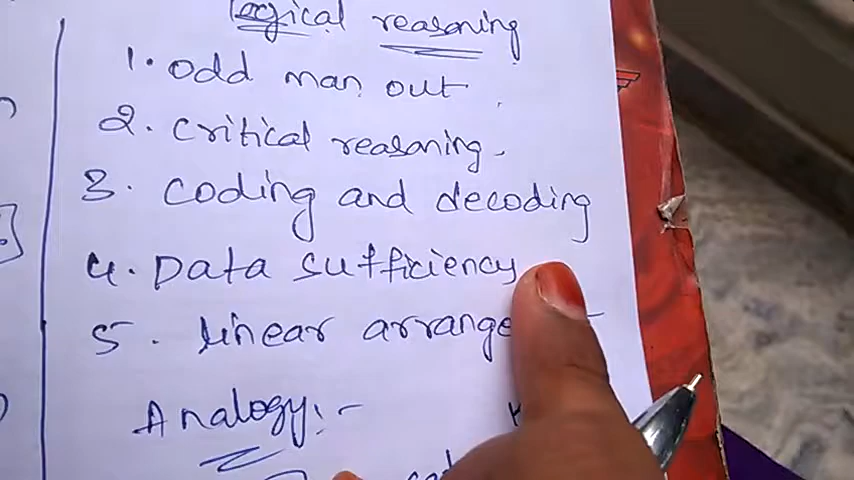 Logical reasoning
1. odd man out
2. critical reasoning.
3. coding and decoding
4. Data sufficiency
5. linear
Analogy:-